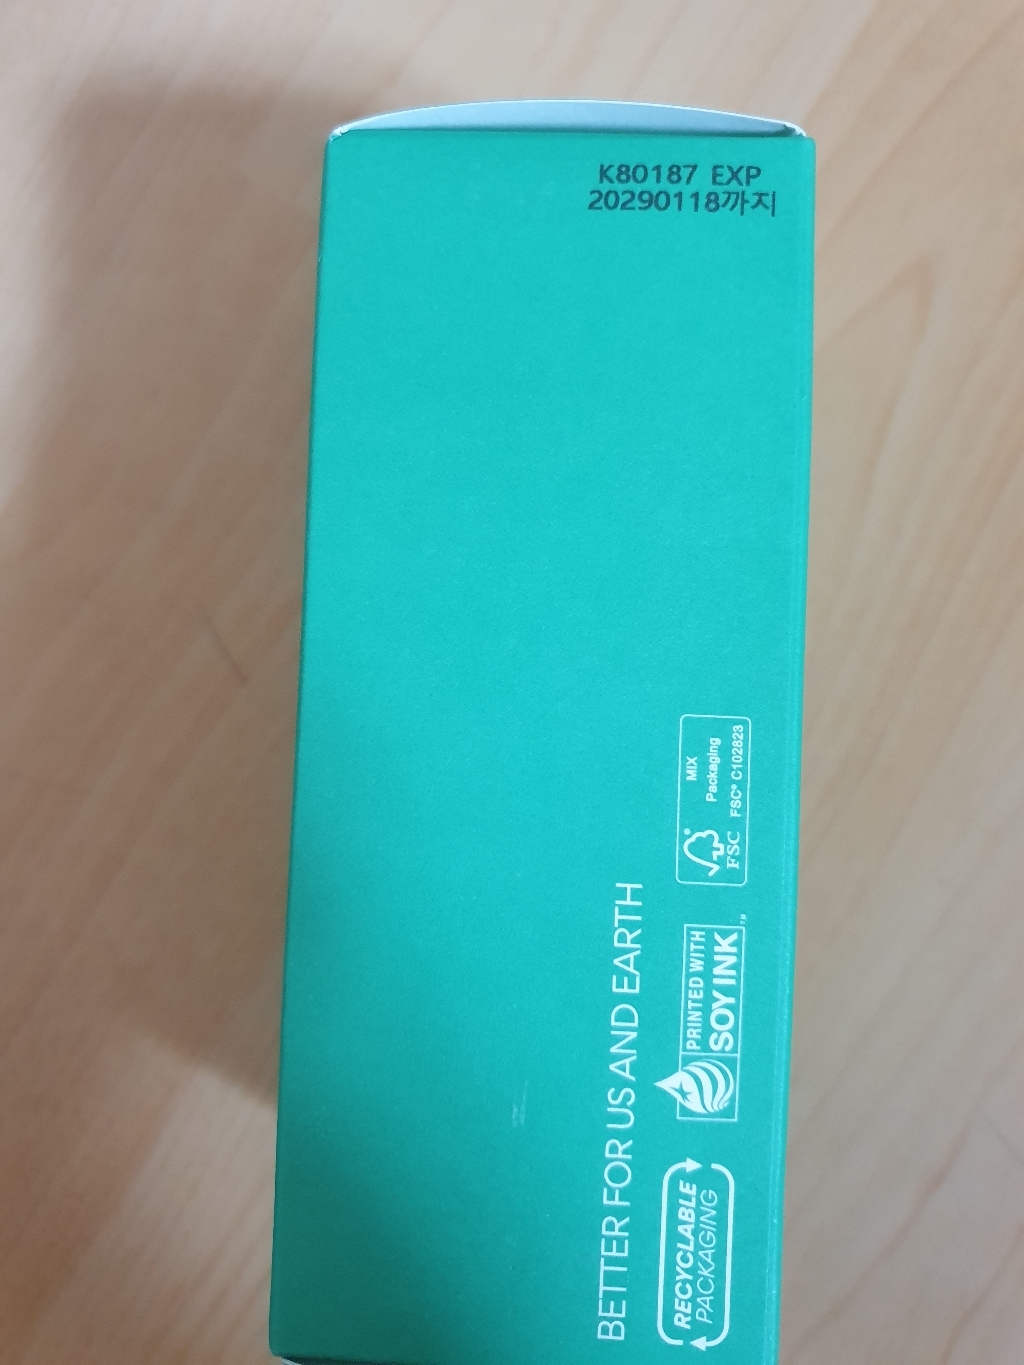 K80187 EXP
20290118까지
BETTER FOR US AND EARTH
RECYCLABLE
PACKAGING
PRINTED WITH
SOY INK
TM
FSC
MIX
Packaging
FSC® C102823